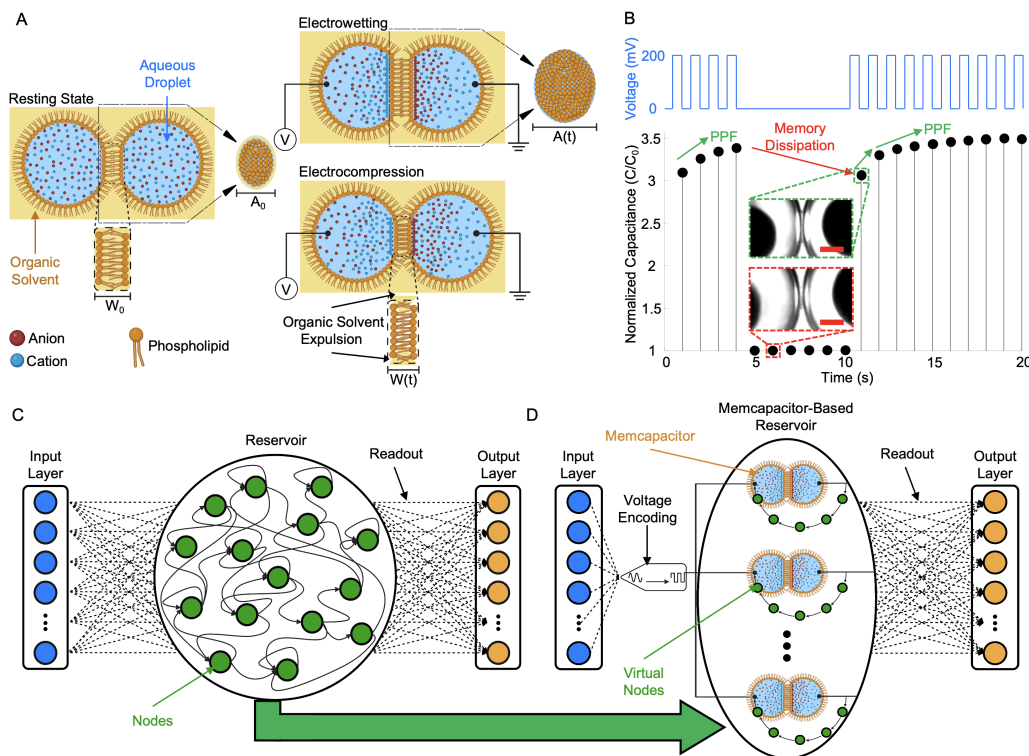 A
Resting State
Aqueous
Droplet
Organic
Solvent
A0
W0
Anion
Cation
Phospholipid
Electrowetting
V
A(t)
Electrocompression
V
Organic Solvent
Expulsion
W(t)
B
Voltage (mV)
200
0
Normalized Capacitance (C/C0)
3.5
3
2.5
2
1.5
1
PPF
Memory
Dissipation
PPF
0
5
10
15
20
Time (s)
C
Input
Layer
Reservoir
Readout
Output
Layer
Nodes
D
Memcapacitor-Based
Reservoir
Memcapacitor
Input
Layer
Voltage
Encoding
Readout
Output
Layer
Virtual
Nodes